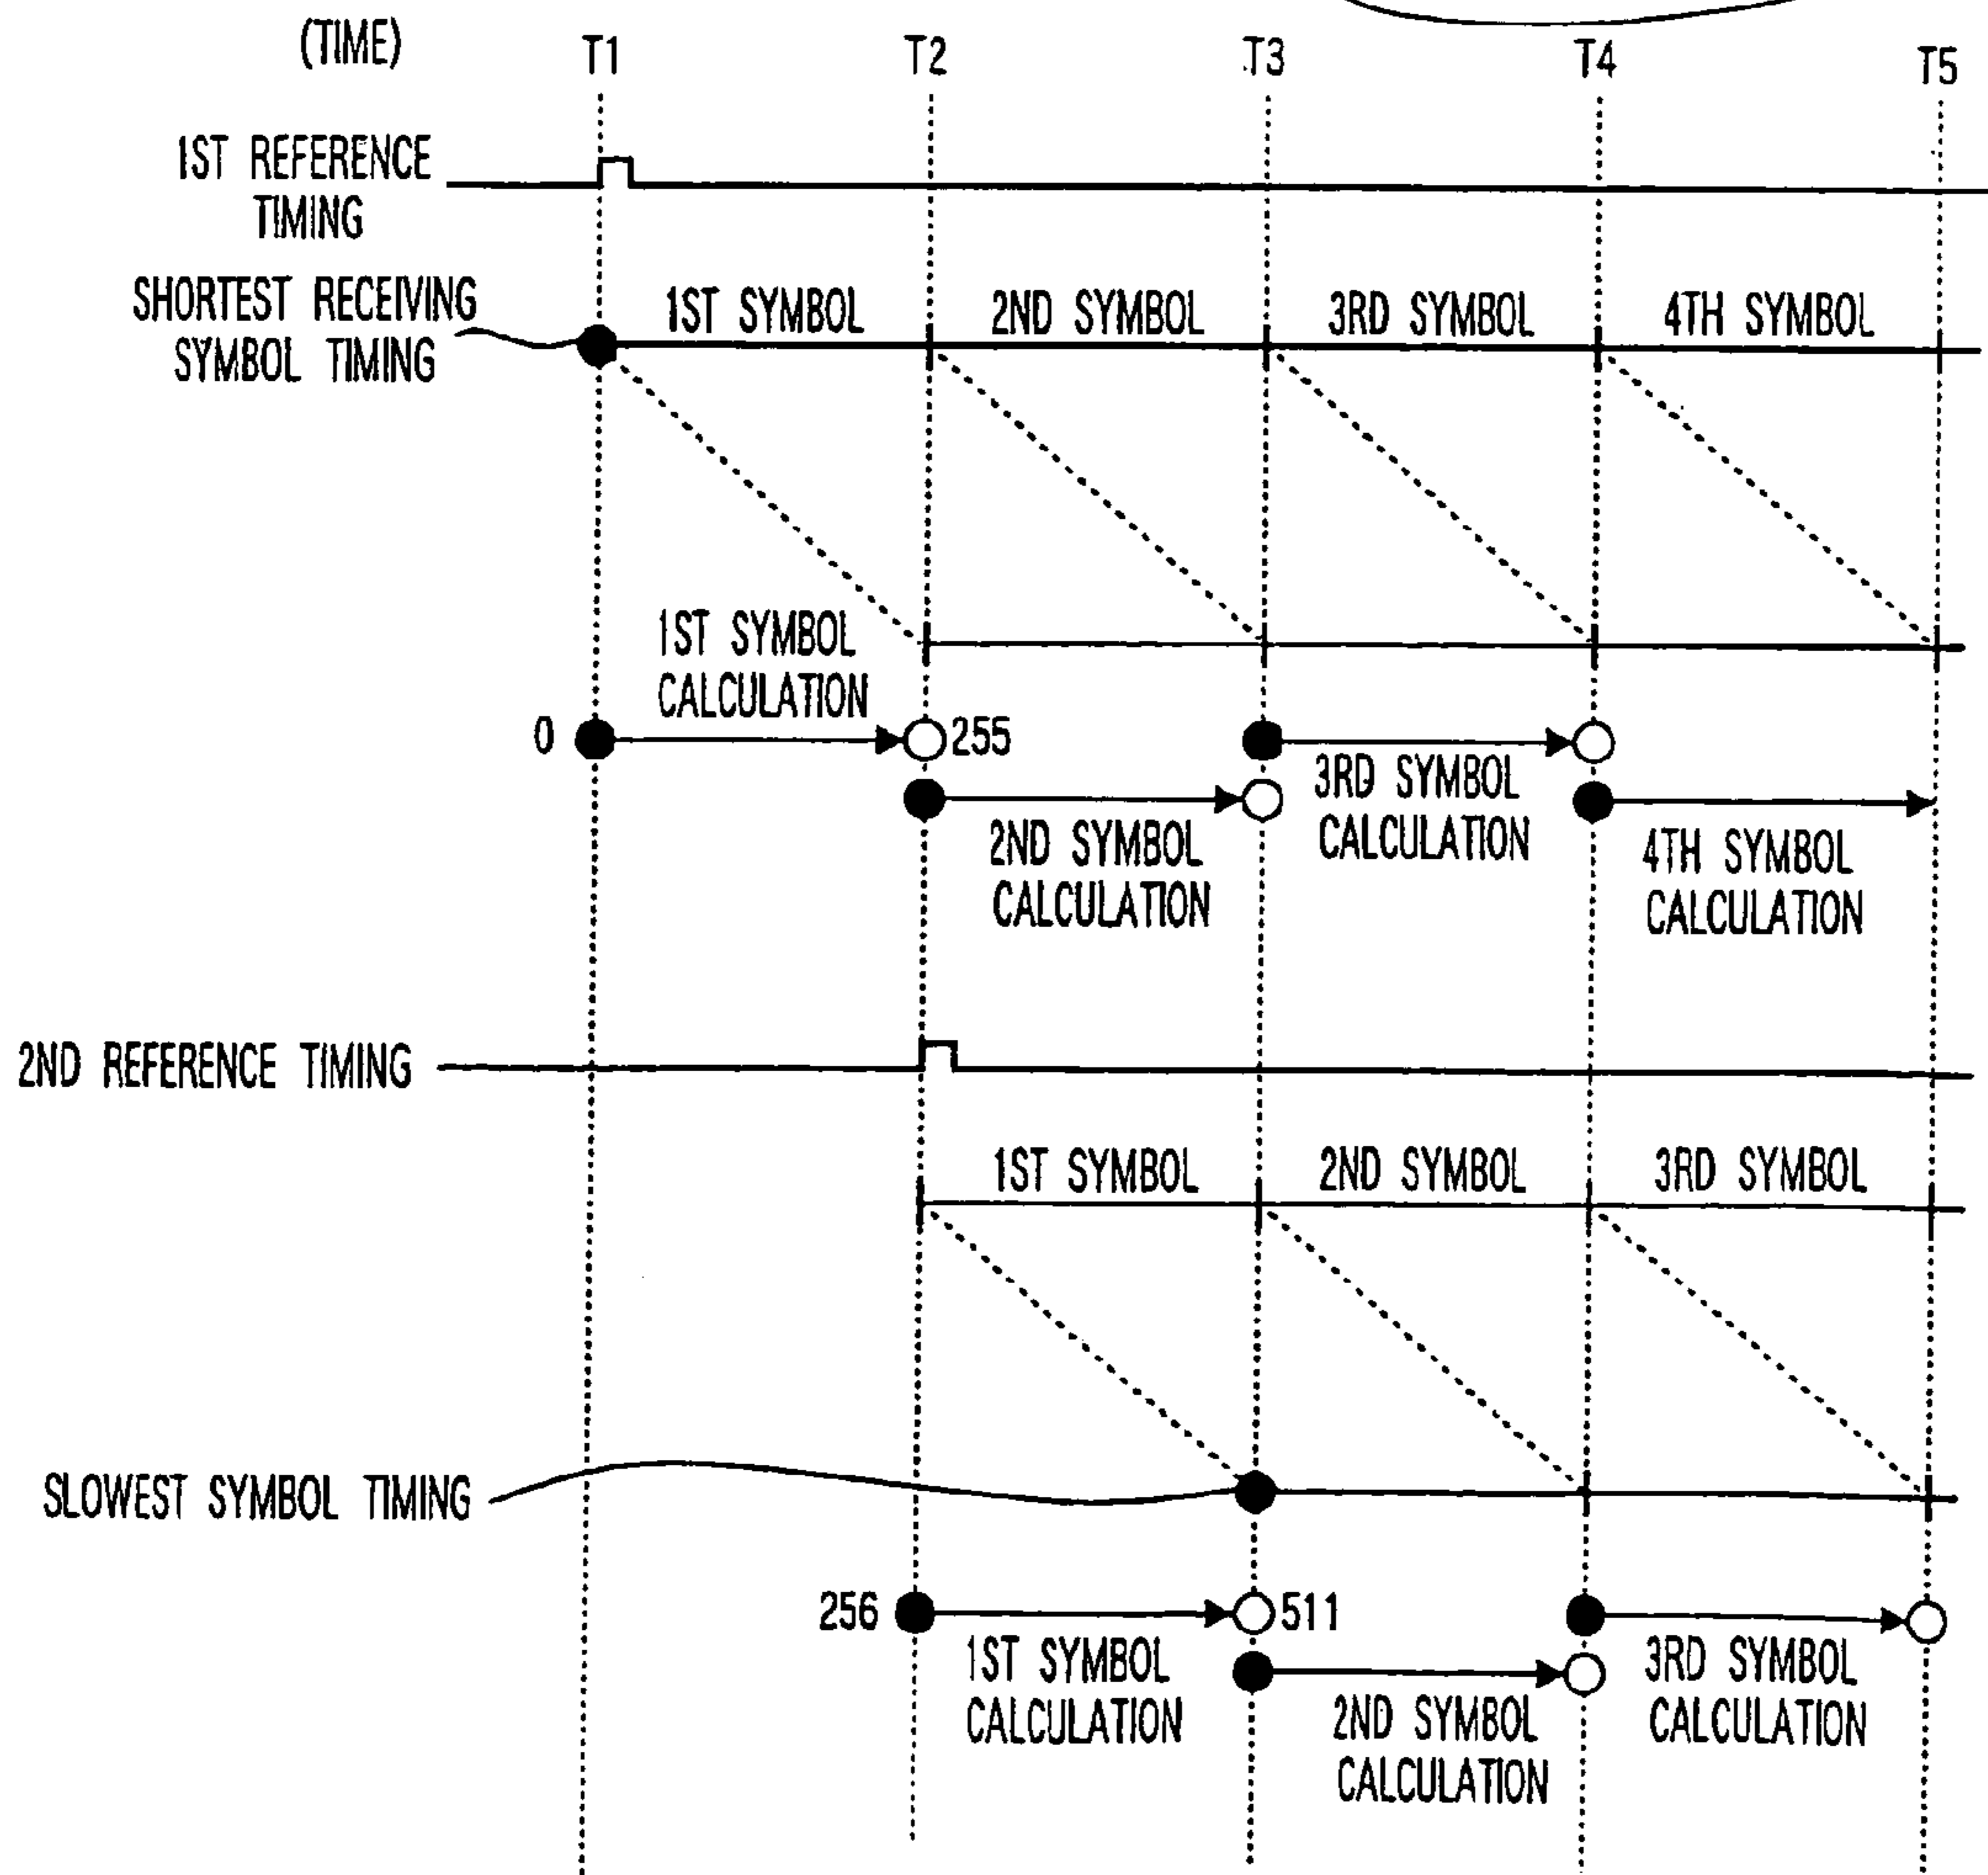 (TIME) T1 T2 T3 T4 T5
1ST REFERENCE
TIMING
SHORTEST RECEIVING
SYMBOL TIMING
1ST SYMBOL 2ND SYMBOL 3RD SYMBOL 4TH SYMBOL
1ST SYMBOL
CALCULATION
0 255
3RD SYMBOL
CALCULATION
2ND SYMBOL
CALCULATION
4TH SYMBOL
CALCULATION
2ND REFERENCE TIMING
1ST SYMBOL 2ND SYMBOL 3RD SYMBOL
SLOWEST SYMBOL TIMING
256 511
1ST SYMBOL
CALCULATION
2ND SYMBOL
CALCULATION
3RD SYMBOL
CALCULATION